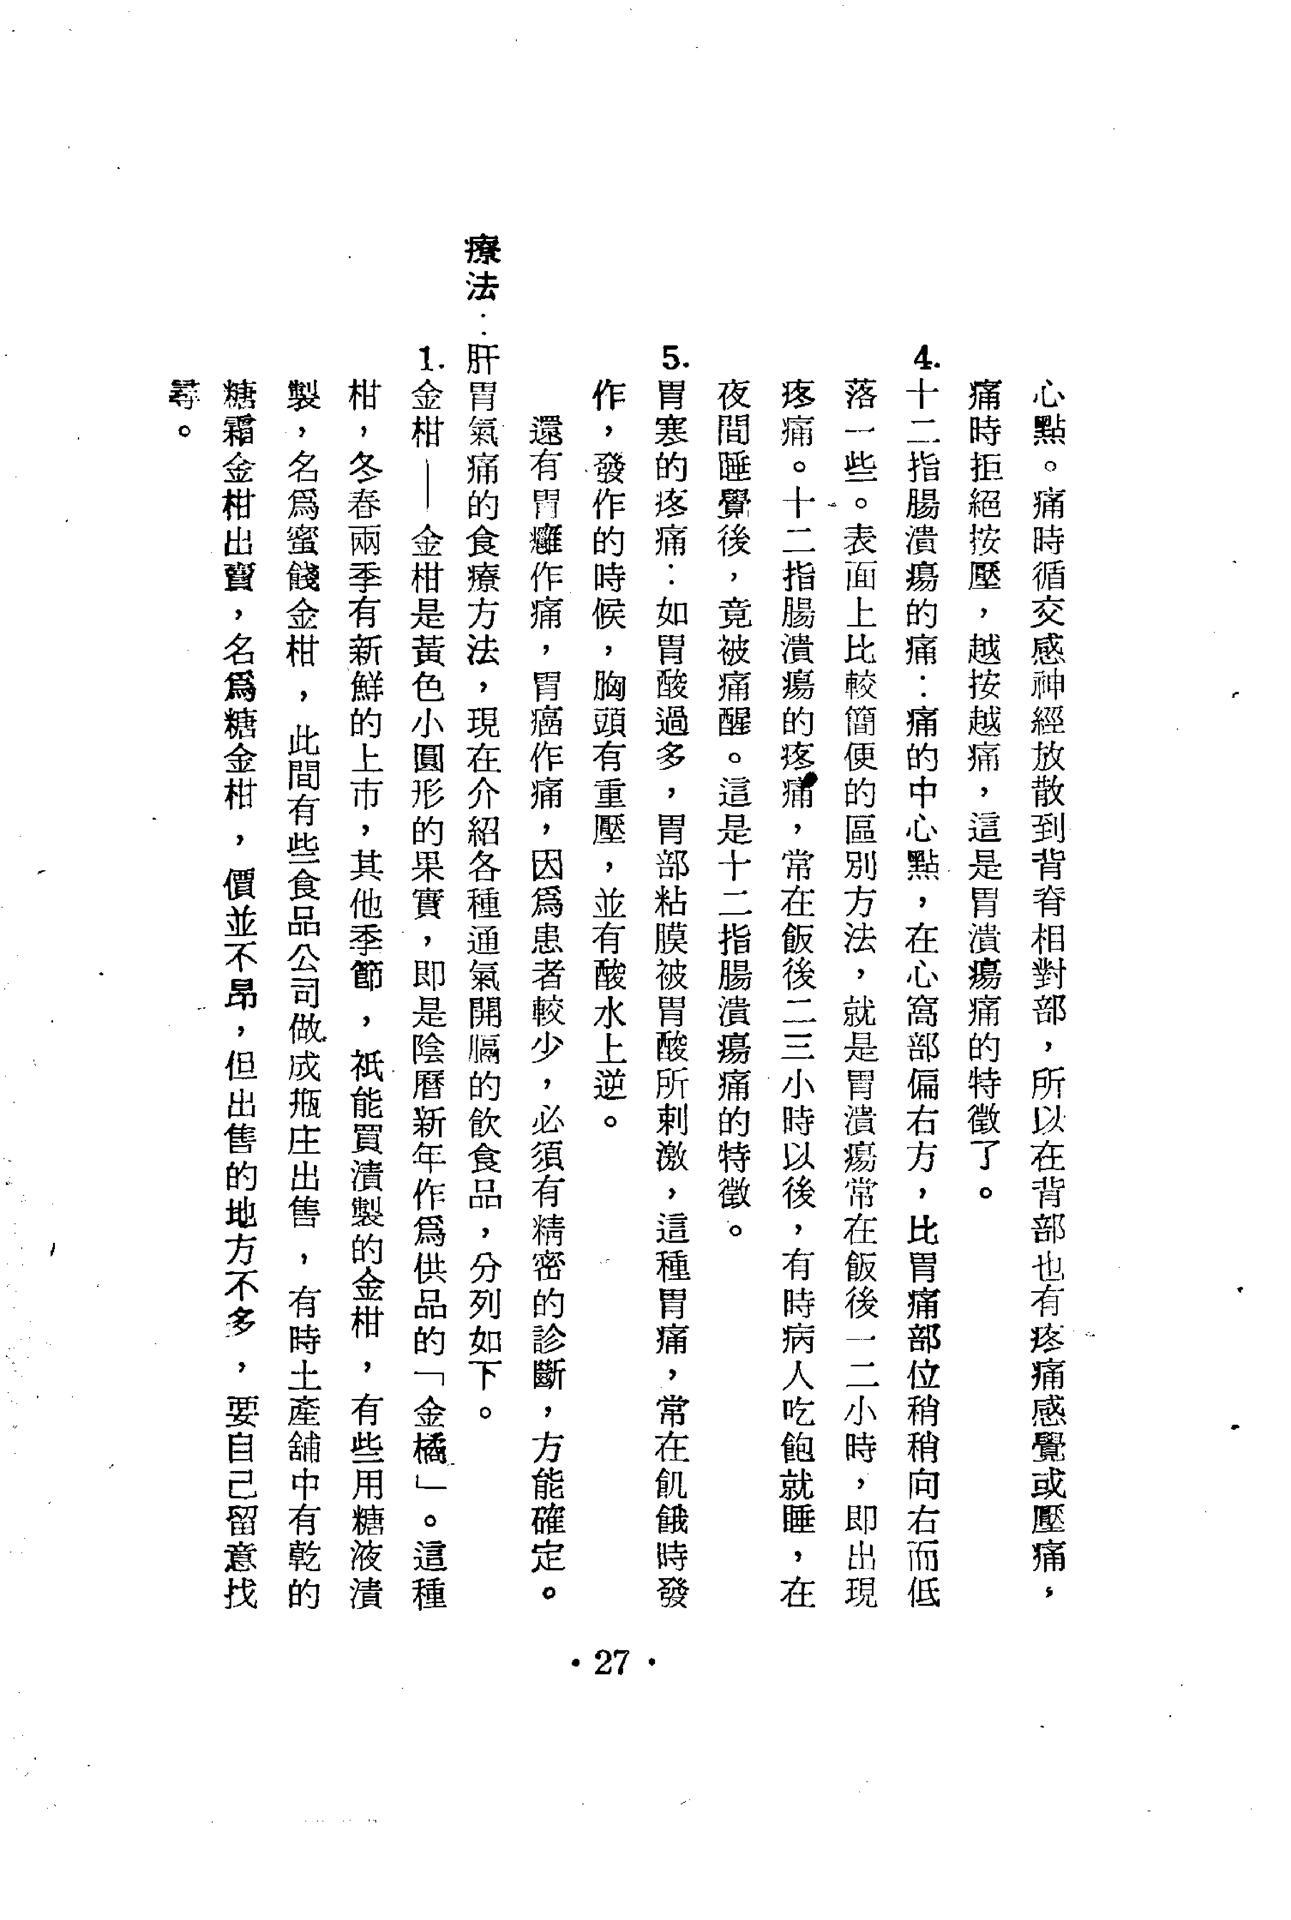 心點。痛時循交感神經放散到背脊相對部，所以在背部也有疼痛感覺或壓痛，
痛時拒絕按壓，越按越痛，這是胃潰瘍痛的特徵了。
4.十二指腸潰瘍的痛：痛的中心點，在心窩部偏右方，比胃痛部位稍稍向右而低
落一些。表面上比較簡便的區別方法，就是胃潰瘍常在飯後一二小時，即出現
疼痛。十二指腸潰瘍的疼痛，常在飯後二三小時以後，有時病人吃飽就睡，在
夜間睡覺後，竟被痛醒。這是十二指腸潰瘍痛的特徵。
5.胃寒的疼痛：如胃酸過多，胃部粘膜被胃酸所刺激，這種胃痛，常在飢餓時發
作，發作的時候，胸頭有重壓，並有酸水上逆。
還有胃癰作痛，胃癌作痛，因爲患者較少，必須有精密的診斷，方能確定。
療法：肝胃氣痛的食療方法，現在介紹各種通氣開膈的飲食品，分列如下。
1.金柑——金柑是黃色小圓形的果實，即是陰曆新年作爲供品的「金橘」。這種
柑，冬春兩季有新鮮的上市，其他季節，祇能買漬製的金柑，有些用糖液漬
製，名爲蜜餞金柑，此間有些食品公司做成瓶庄出售，有時土產舖中有乾的
糖霜金柑出賣，名爲糖金柑，價並不昂，但出售的地方不多，要自己留意找
尋。
• 27 •